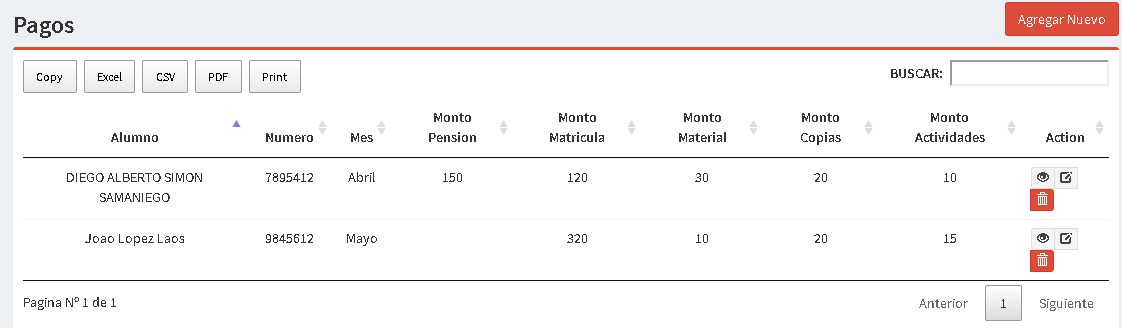 Pagos
Agregar Nuevo
Copy Excel CSV PDF Print
BUSCAR:
Alumno Numero Mes Monto Pension Monto Matricula Monto Material Monto Copias Monto Actividades Action
DIEGO ALBERTO SIMON SAMANIEGO 7895412 Abril 150 120 30 20 10
Joao Lopez Laos 9845612 Mayo 320 10 20 15
Pagina Nº 1 de 1
Anterior 1 Siguiente